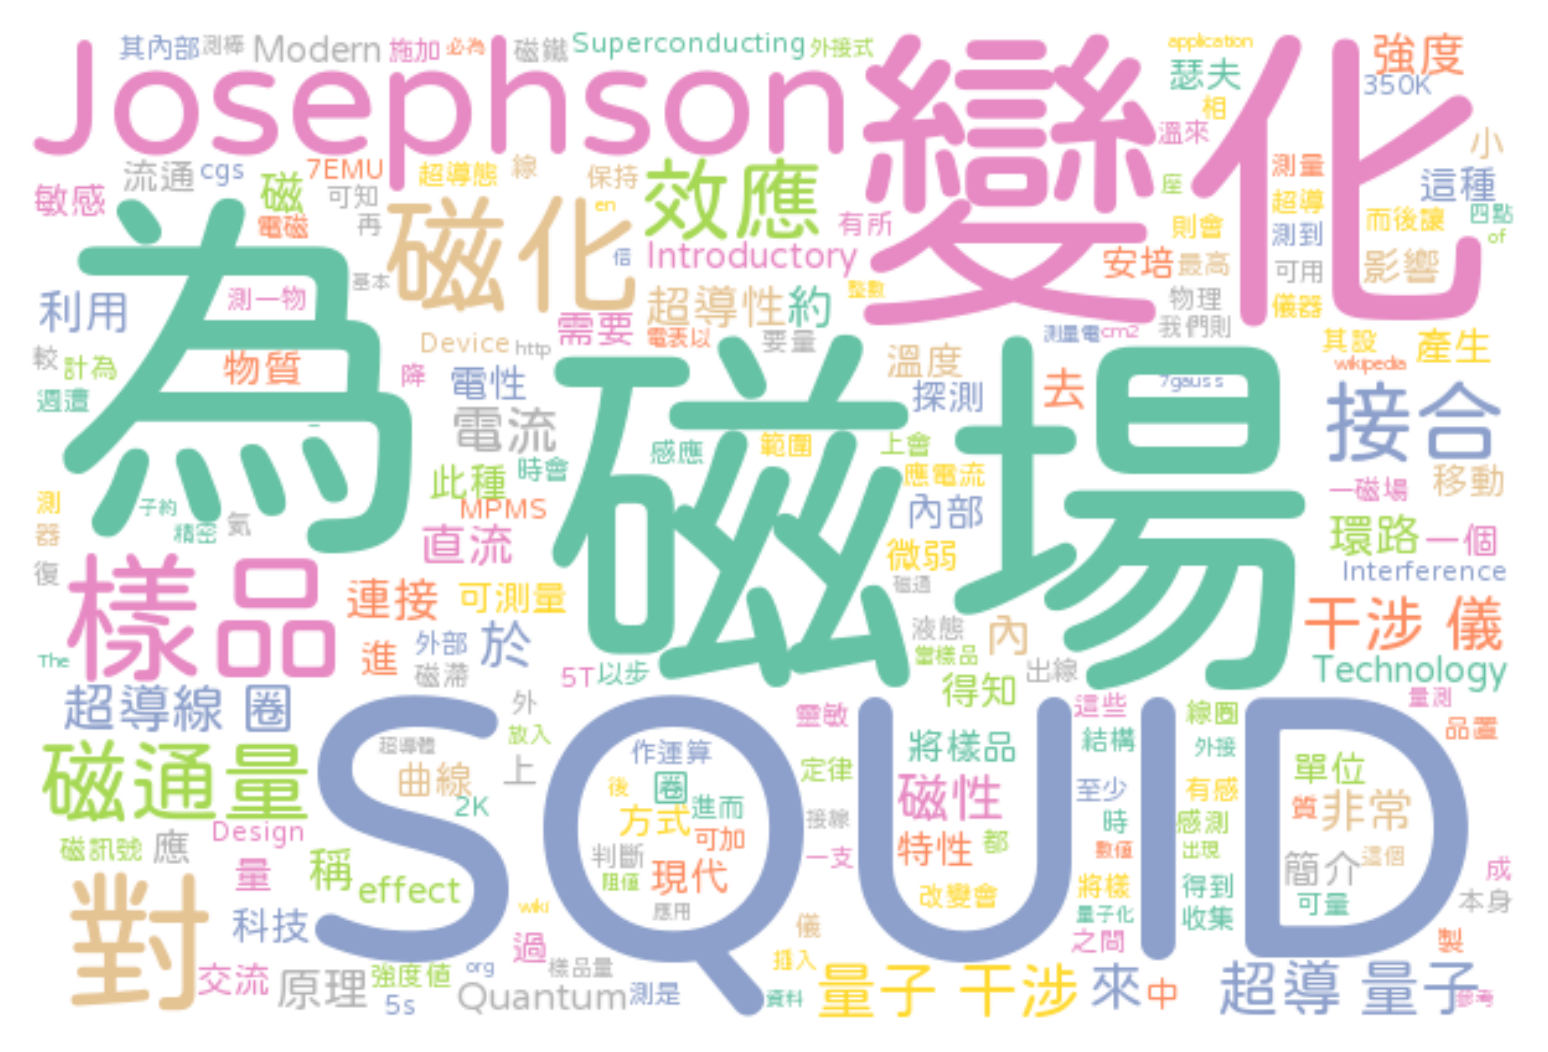 其內部 測棒 Modern 施加 必為 磁鐵 Superconducting 外接式 application 強度
Josephson 變化 瑟夫 350K
相 溫來 小
流通 cgs 7EMU 超導態 線 保持 效應 座 測量 這種
敏感 磁 可知 en 超導 四點
電磁 再 磁化 有所 則會 測到 而後讓 of
基本 信 Introductory 安培 最高 可用 影響
為 測一物 超導性 約 整數 物理 儀器
利用 需要 電表以 要量 測量電 cm2 我們則 其設 產生
較 計為 物質 Device http 磁場 溫度 wikipedia
週遭 降 電性 探測 去 7gauss 接合
電流 感應 範圍 上會
此種 時會 應電流 一磁場 移動
測 子約 精密 氦 MPMS 內部
器 直流 微弱 環路 一個
復 樣品 連接 可測量 磁通 Interference
外部 於 液態 內 干涉 儀
The 進 磁滯 5T 以步 當樣品 出線 Technology
超導線 圈 外 得知 量測
SQUID 靈敏 這些 線圈 品置
磁通量 超導體 放入 作運算 將樣品 結構 外接
曲線 上 圈 定律 單位
2K 後 進而 磁性 至少 有感 質 非常
Design 方式 可加 接線 時 感測
磁訊號 應 判斷 一支 特性 都 數值 出現 簡介 這個
量 稱 effect 阻值 現代 將樣 得到 成
對 科技 wiki 應用 改變會 量子化 收集 可量 本身
過 儀 之間 製
交流 原理 強度值 org 樣品量 插入 量子 干涉 來 中 超導 量子
5s Quantum 測是 資料 參考